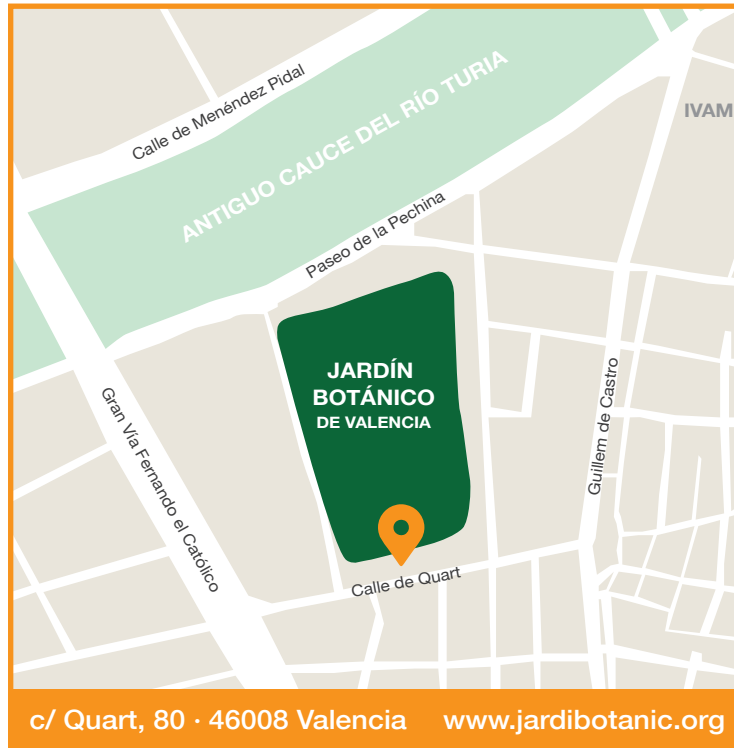 Calle de Menéndez Pidal
ANTIGUO CAUCE DEL RÍO TURIA
IVAM
Paseo de la Pechina
JARDÍN
BOTÁNICO
DE VALENCIA
Gran Vía Fernando el Católico
Guillem de Castro
Calle de Quart
c/ Quart, 80 · 46008 Valencia www.jardibotanic.org